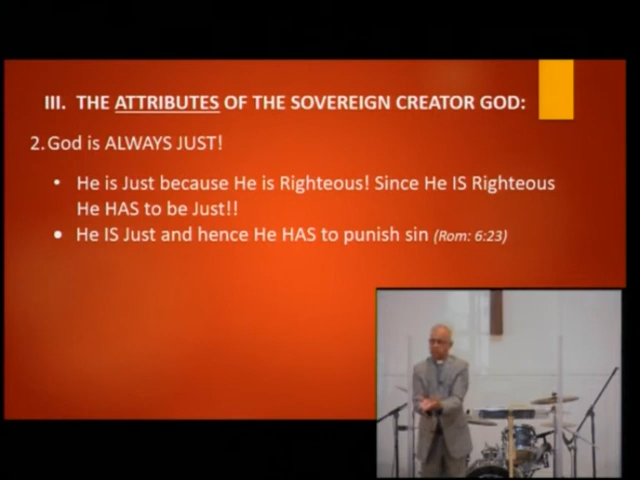 III. THE ATTRIBUTES OF THE SOVEREIGN CREATOR GOD:
2. God is ALWAYS JUST!
• He is Just because He is Righteous! Since He IS Righteous
He HAS to be Just!!
• He IS Just and hence He HAS to punish sin (Rom: 6:23)